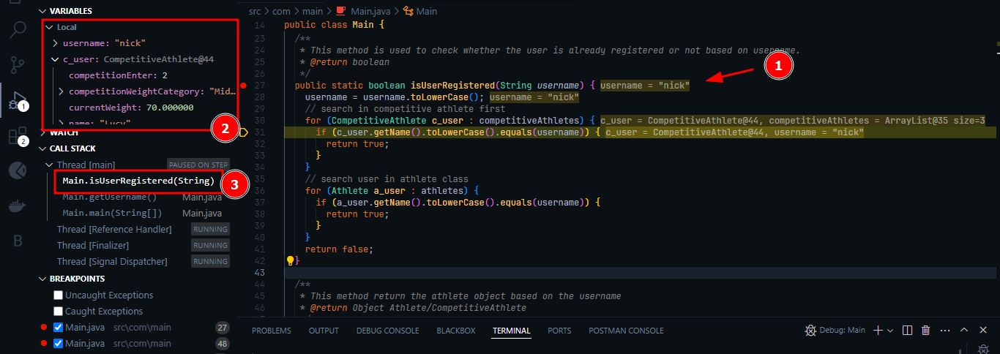 VARIABLES
Local
username: "nick"
c_user: CompetitiveAthlete@44
competitionEnter: 2
competitionWeightCategory: "Mid…
currentWeight: 70.000000
name: "Lucy"
2
WATCH
CALL STACK
Thread [main] PAUSED ON STEP
Main.isUserRegistered(String)
3
Main.getUsername() Main.java
Main.main(String[]) Main.java
Thread [Reference Handler] RUNNING
Thread [Finalizer] RUNNING
Thread [Signal Dispatcher] RUNNING
BREAKPOINTS
Uncaught Exceptions
Caught Exceptions
Main.java src\com\main 27
Main.java src\com\main 48
1
2
B
src > com > main > Main.java > Main
14 public class Main {
23 /**
24 * This method is used to check whether the user is already registered or not based on username.
25 * @return boolean
26 */
1
27 public static boolean isUserRegistered(String username) { username = "nick"
28 username = username.toLowerCase(); username = "nick"
29 // search in competitive athlete first
30 for (CompetitiveAthlete c_user : competitiveAthletes) { c_user = CompetitiveAthlete@44, competitiveAthletes = ArrayList@35 size=3
31 if (c_user.getName().toLowerCase().equals(username)) { c_user = CompetitiveAthlete@44, username = "nick"
32 return true;
33 }
34 }
35 // search user in athlete class
36 for (Athlete a_user : athletes) {
37 if (a_user.getName().toLowerCase().equals(username)) {
38 return true;
39 }
40 }
41 return false;
42 }
43
44 /**
45 * This method return the athlete object based on the username
46 * @return Object Athlete/CompetitiveAthlete
PROBLEMS OUTPUT DEBUG CONSOLE BLACKBOX TERMINAL PORTS POSTMAN CONSOLE Debug: Main